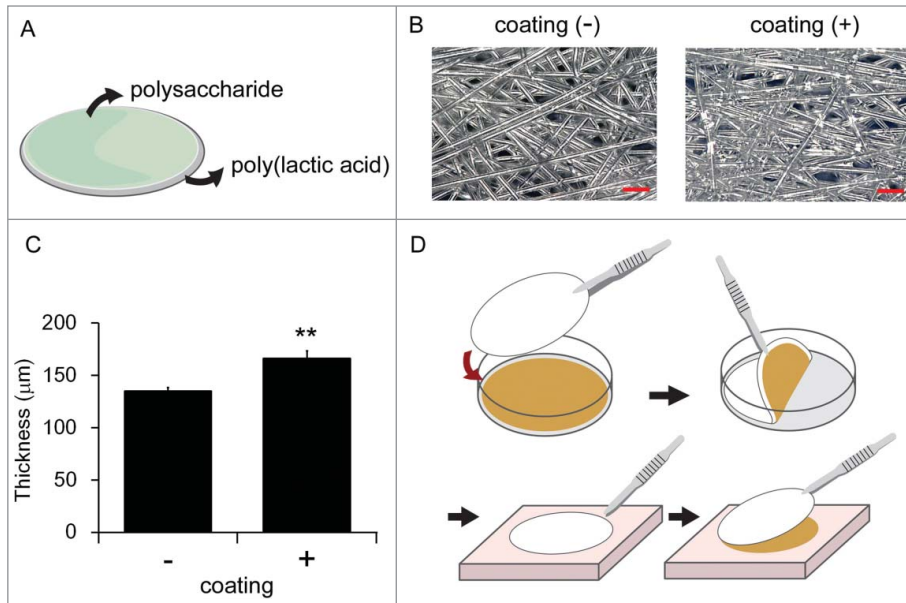 A
polysaccharide
poly(lactic acid)
B
coating (-)
coating (+)
C
Thickness (μm)
200
150
100
50
0
**
-
+
coating
D